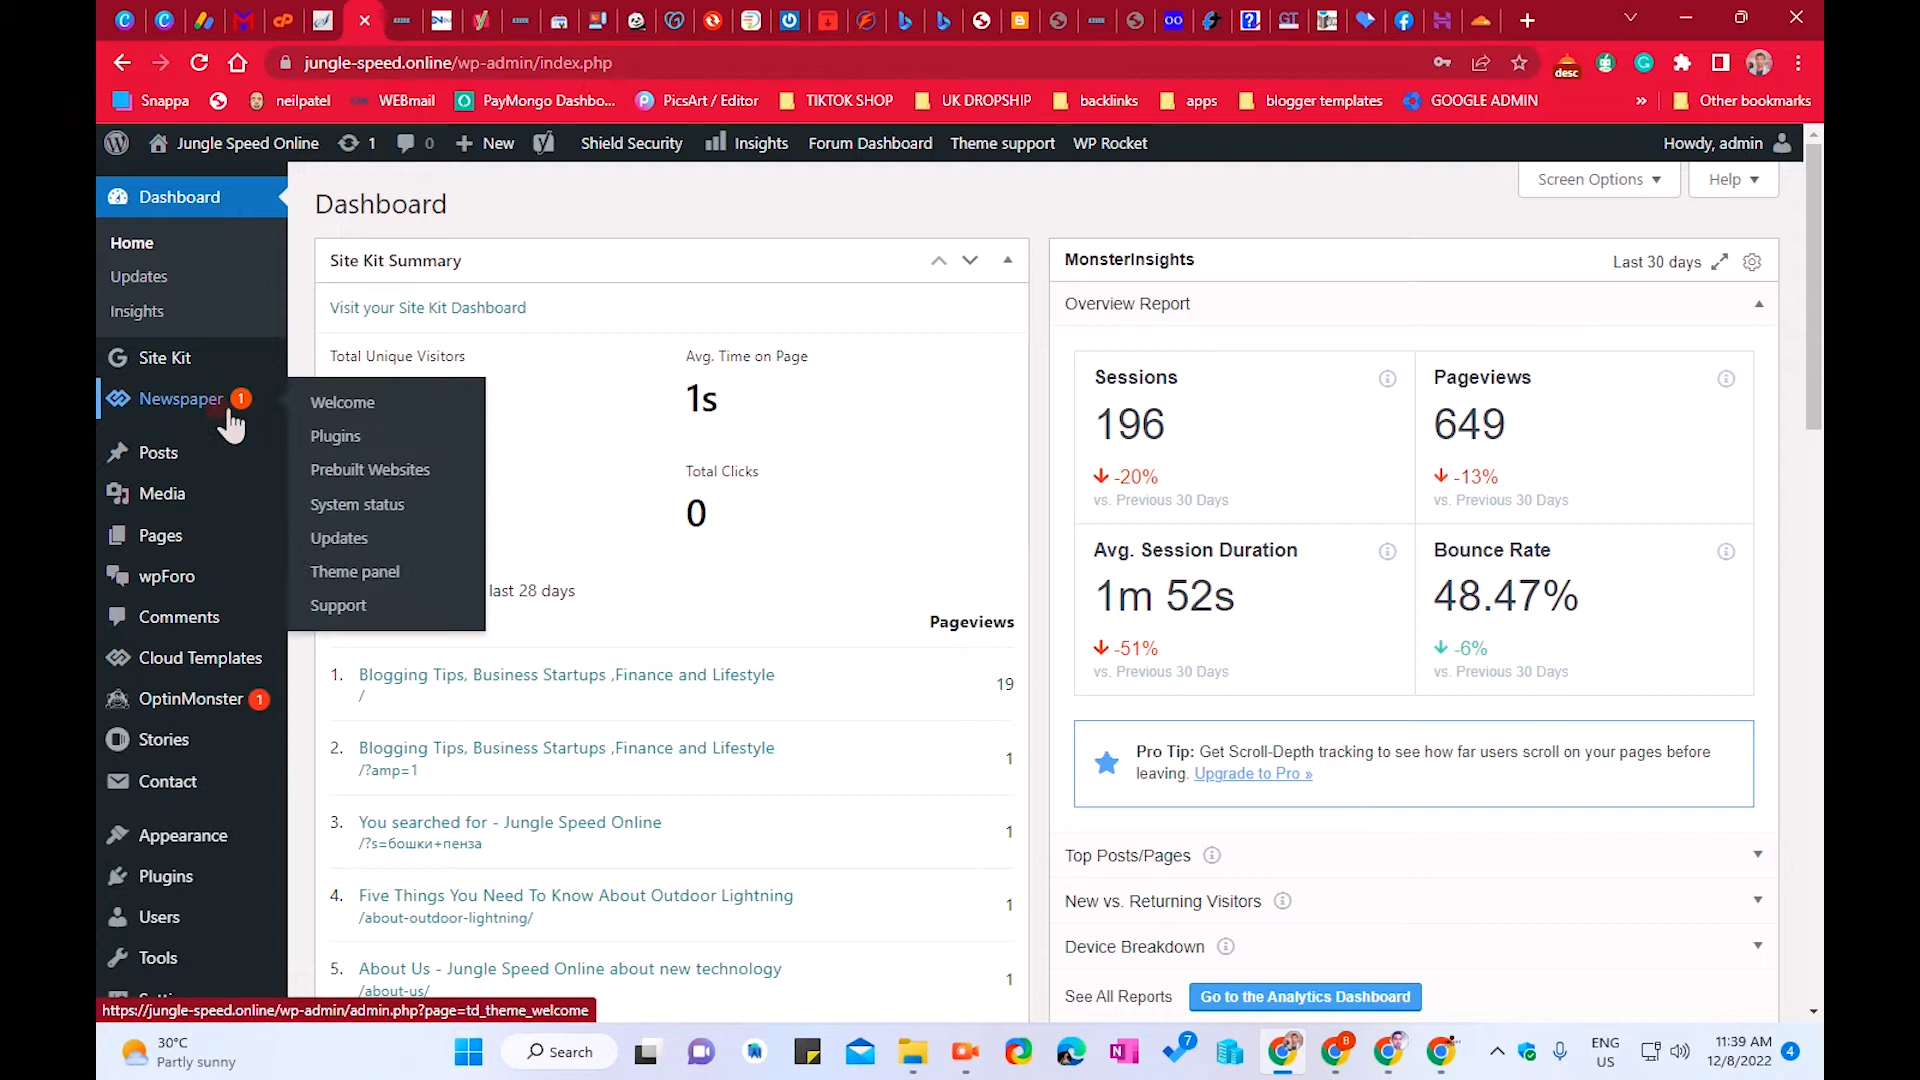 jungle-speed.online/wp-admin/index.php
desc
Snappa neilpatel WEBmail PayMongo Dashbo... PicsArt / Editor TIKTOK SHOP UK DROPSHIP backlinks apps blogger templates GOOGLE ADMIN » Other bookmarks
Jungle Speed Online 1 0 + New Shield Security Insights Forum Dashboard Theme support WP Rocket Howdy, admin
Dashboard
Home
Updates
Insights
Site Kit
Newspaper 1
Posts
Media
Pages
wpForo
Comments
Cloud Templates
OptinMonster 1
Stories
Contact
Appearance
Plugins
Users
Tools
Welcome
Plugins
Prebuilt Websites
System status
Updates
Theme panel
Support
Screen Options ▼ Help ▼
Dashboard
Site Kit Summary
Visit your Site Kit Dashboard
Total Unique Visitors Avg. Time on Page
1s
Total Clicks
0
last 28 days
Pageviews
1. Blogging Tips, Business Startups ,Finance and Lifestyle
/
19
2. Blogging Tips, Business Startups ,Finance and Lifestyle
/?amp=1
1
3. You searched for - Jungle Speed Online
/?s=бошки+пенза
1
4. Five Things You Need To Know About Outdoor Lightning
/about-outdoor-lightning/
1
5. About Us - Jungle Speed Online about new technology
/about-us/
1
MonsterInsights Last 30 days
Overview Report
Sessions
196
-20%
vs. Previous 30 Days
Pageviews
649
-13%
vs. Previous 30 Days
Avg. Session Duration
1m 52s
-51%
vs. Previous 30 Days
Bounce Rate
48.47%
-6%
vs. Previous 30 Days
Pro Tip: Get Scroll-Depth tracking to see how far users scroll on your pages before
leaving. Upgrade to Pro »
Top Posts/Pages
New vs. Returning Visitors
Device Breakdown
See All Reports Go to the Analytics Dashboard
https://jungle-speed.online/wp-admin/admin.php?page=td_theme_welcome
30°C
Partly sunny
Search
7
8
ENG
US
11:39 AM
12/8/2022
4